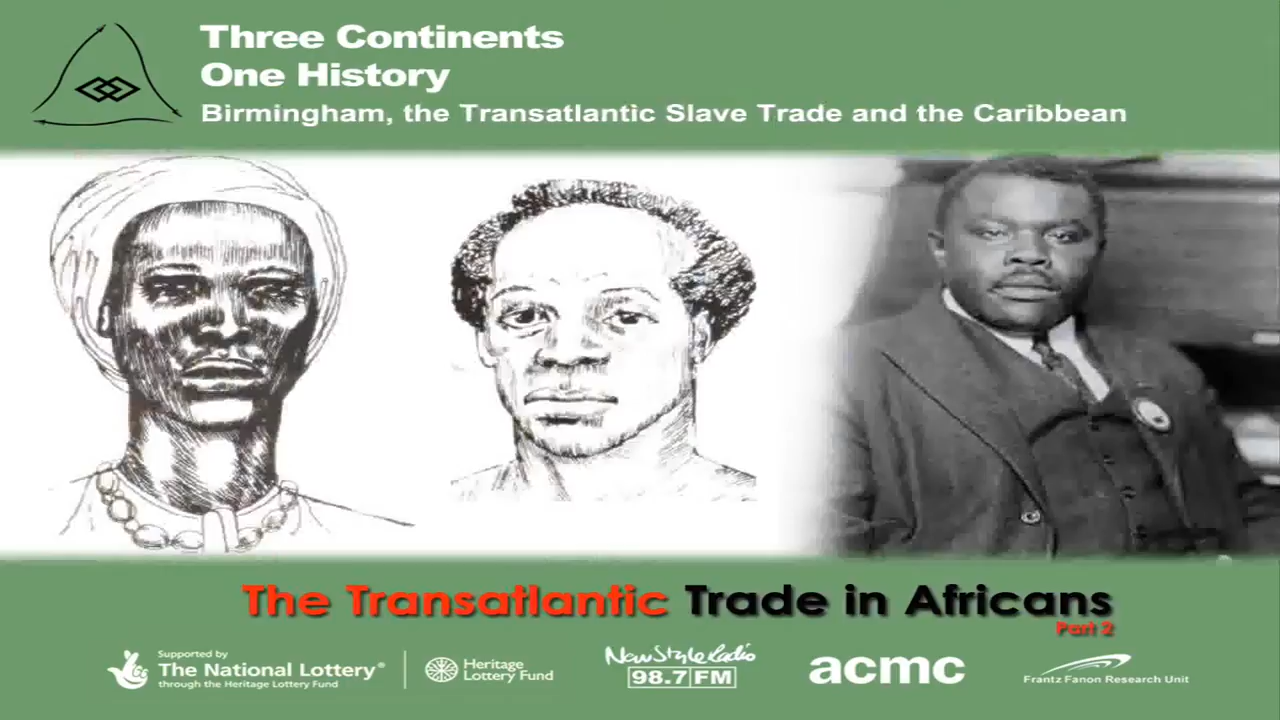 Three Continents
One History
Birmingham, the Transatlantic Slave Trade and the Caribbean
The Transatlantic Trade in Africans
Part 2
Supported by
The National Lottery®
through the Heritage Lottery Fund
Heritage
Lottery Fund
New Style Radio
98.7 FM
acmc
Frantz Fanon Research Unit